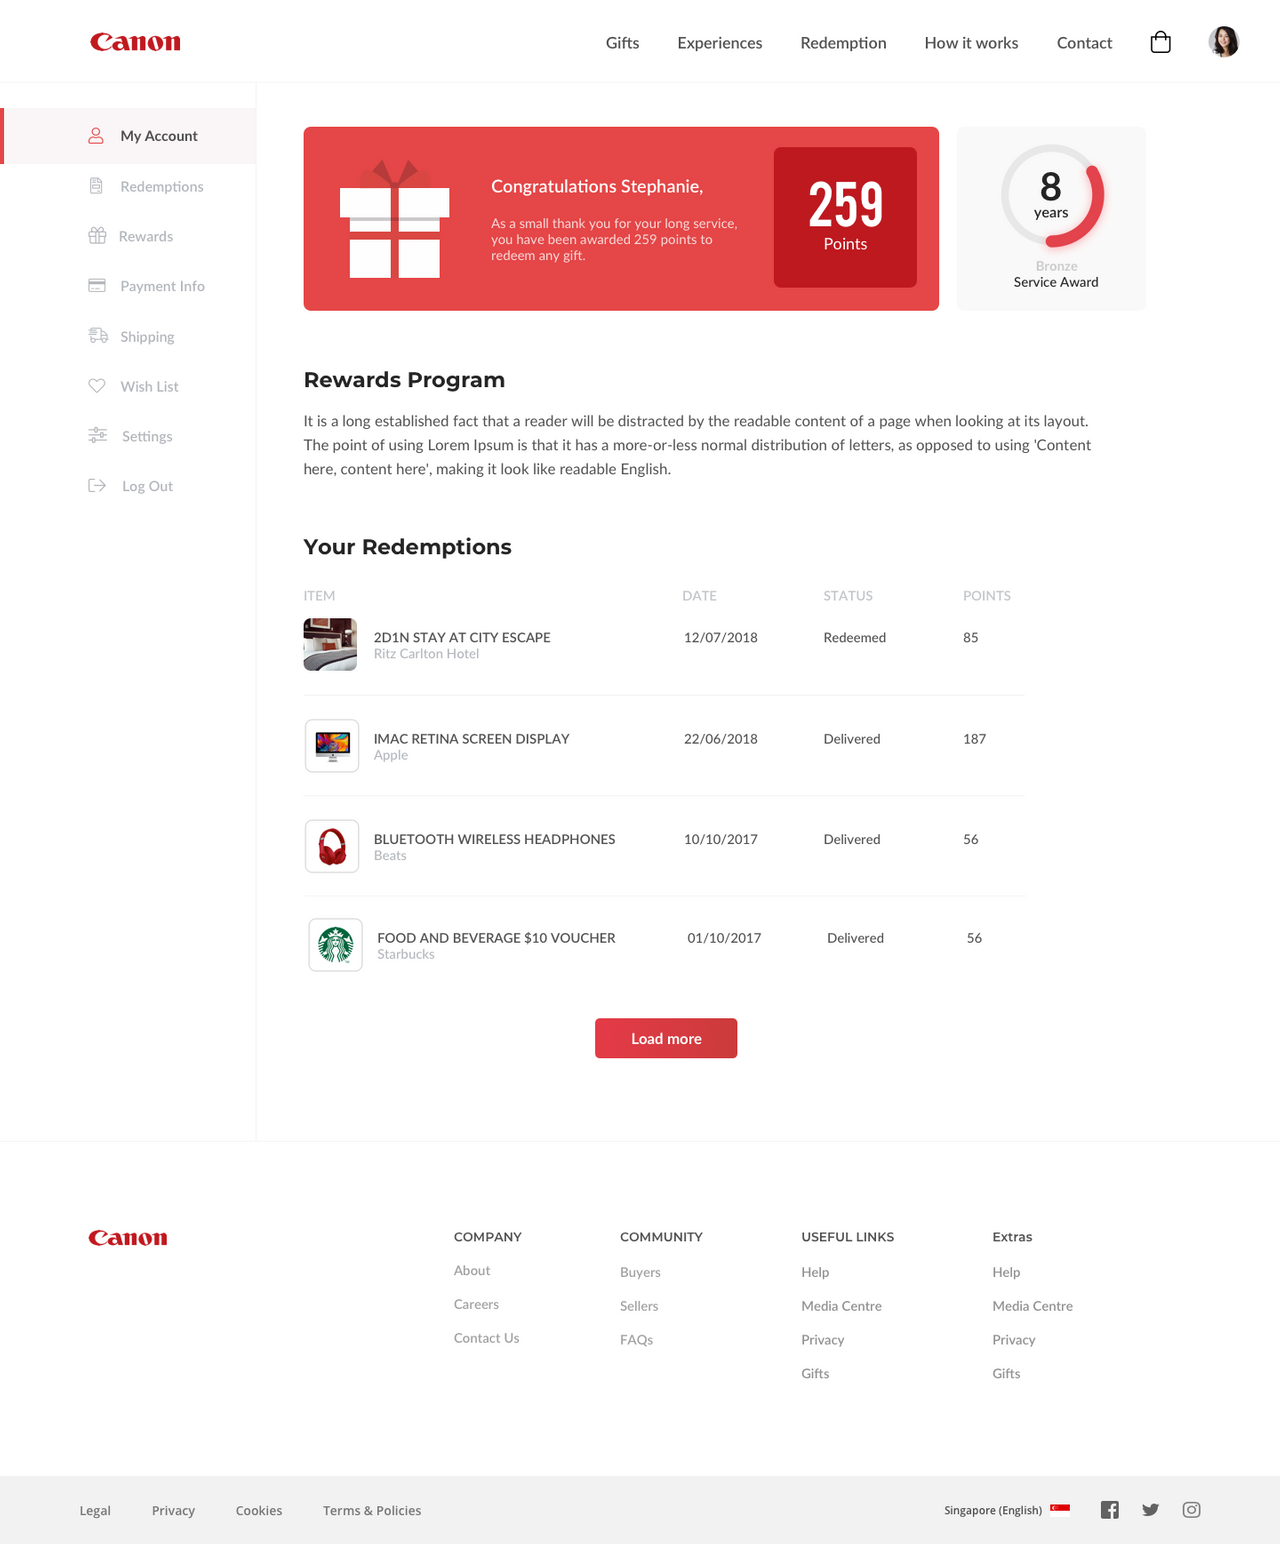 Canon
Gifts
Experiences
Redemption
How it works
Contact
My Account
Redemptions
Rewards
Payment Info
Shipping
Wish List
Settings
Log Out
Congratulations Stephanie,
As a small thank you for your long service,
you have been awarded 259 points to
redeem any gift.
259
Points
8
years
Bronze
Service Award
Rewards Program
It is a long established fact that a reader will be distracted by the readable content of a page when looking at its layout.
The point of using Lorem Ipsum is that it has a more-or-less normal distribution of letters, as opposed to using 'Content
here, content here', making it look like readable English.
Your Redemptions
ITEM DATE STATUS POINTS
2D1N STAY AT CITY ESCAPE 12/07/2018 Redeemed 85
Ritz Carlton Hotel
IMAC RETINA SCREEN DISPLAY 22/06/2018 Delivered 187
Apple
BLUETOOTH WIRELESS HEADPHONES 10/10/2017 Delivered 56
Beats
FOOD AND BEVERAGE $10 VOUCHER 01/10/2017 Delivered 56
Starbucks
Load more
Canon
COMPANY
About
Careers
Contact Us
COMMUNITY
Buyers
Sellers
FAQs
USEFUL LINKS
Help
Media Centre
Privacy
Gifts
Extras
Help
Media Centre
Privacy
Gifts
Legal
Privacy
Cookies
Terms & Policies
Singapore (English)